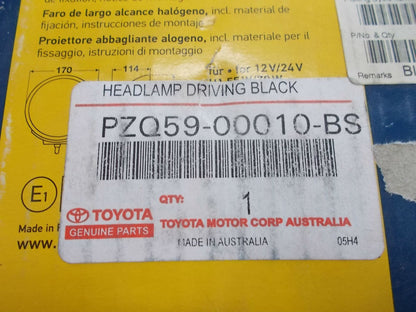 Faro de largo alcance halógeno, incl. material de
fijación, instrucciones de montaje
Proiettore abbagliante alogeno, incl. materiale per il
fissaggio, istruzioni di montaggio
170
114
für • for 12V/24V
P/No. & Qty
Remarks
HEADLAMP DRIVING BLACK
PZQ59-00010-BS
QTY:
1
TOYOTA
GENUINE PARTS
TOYOTA MOTOR CORP AUSTRALIA
MADE IN AUSTRALIA
05H4
E1
Made in
www.